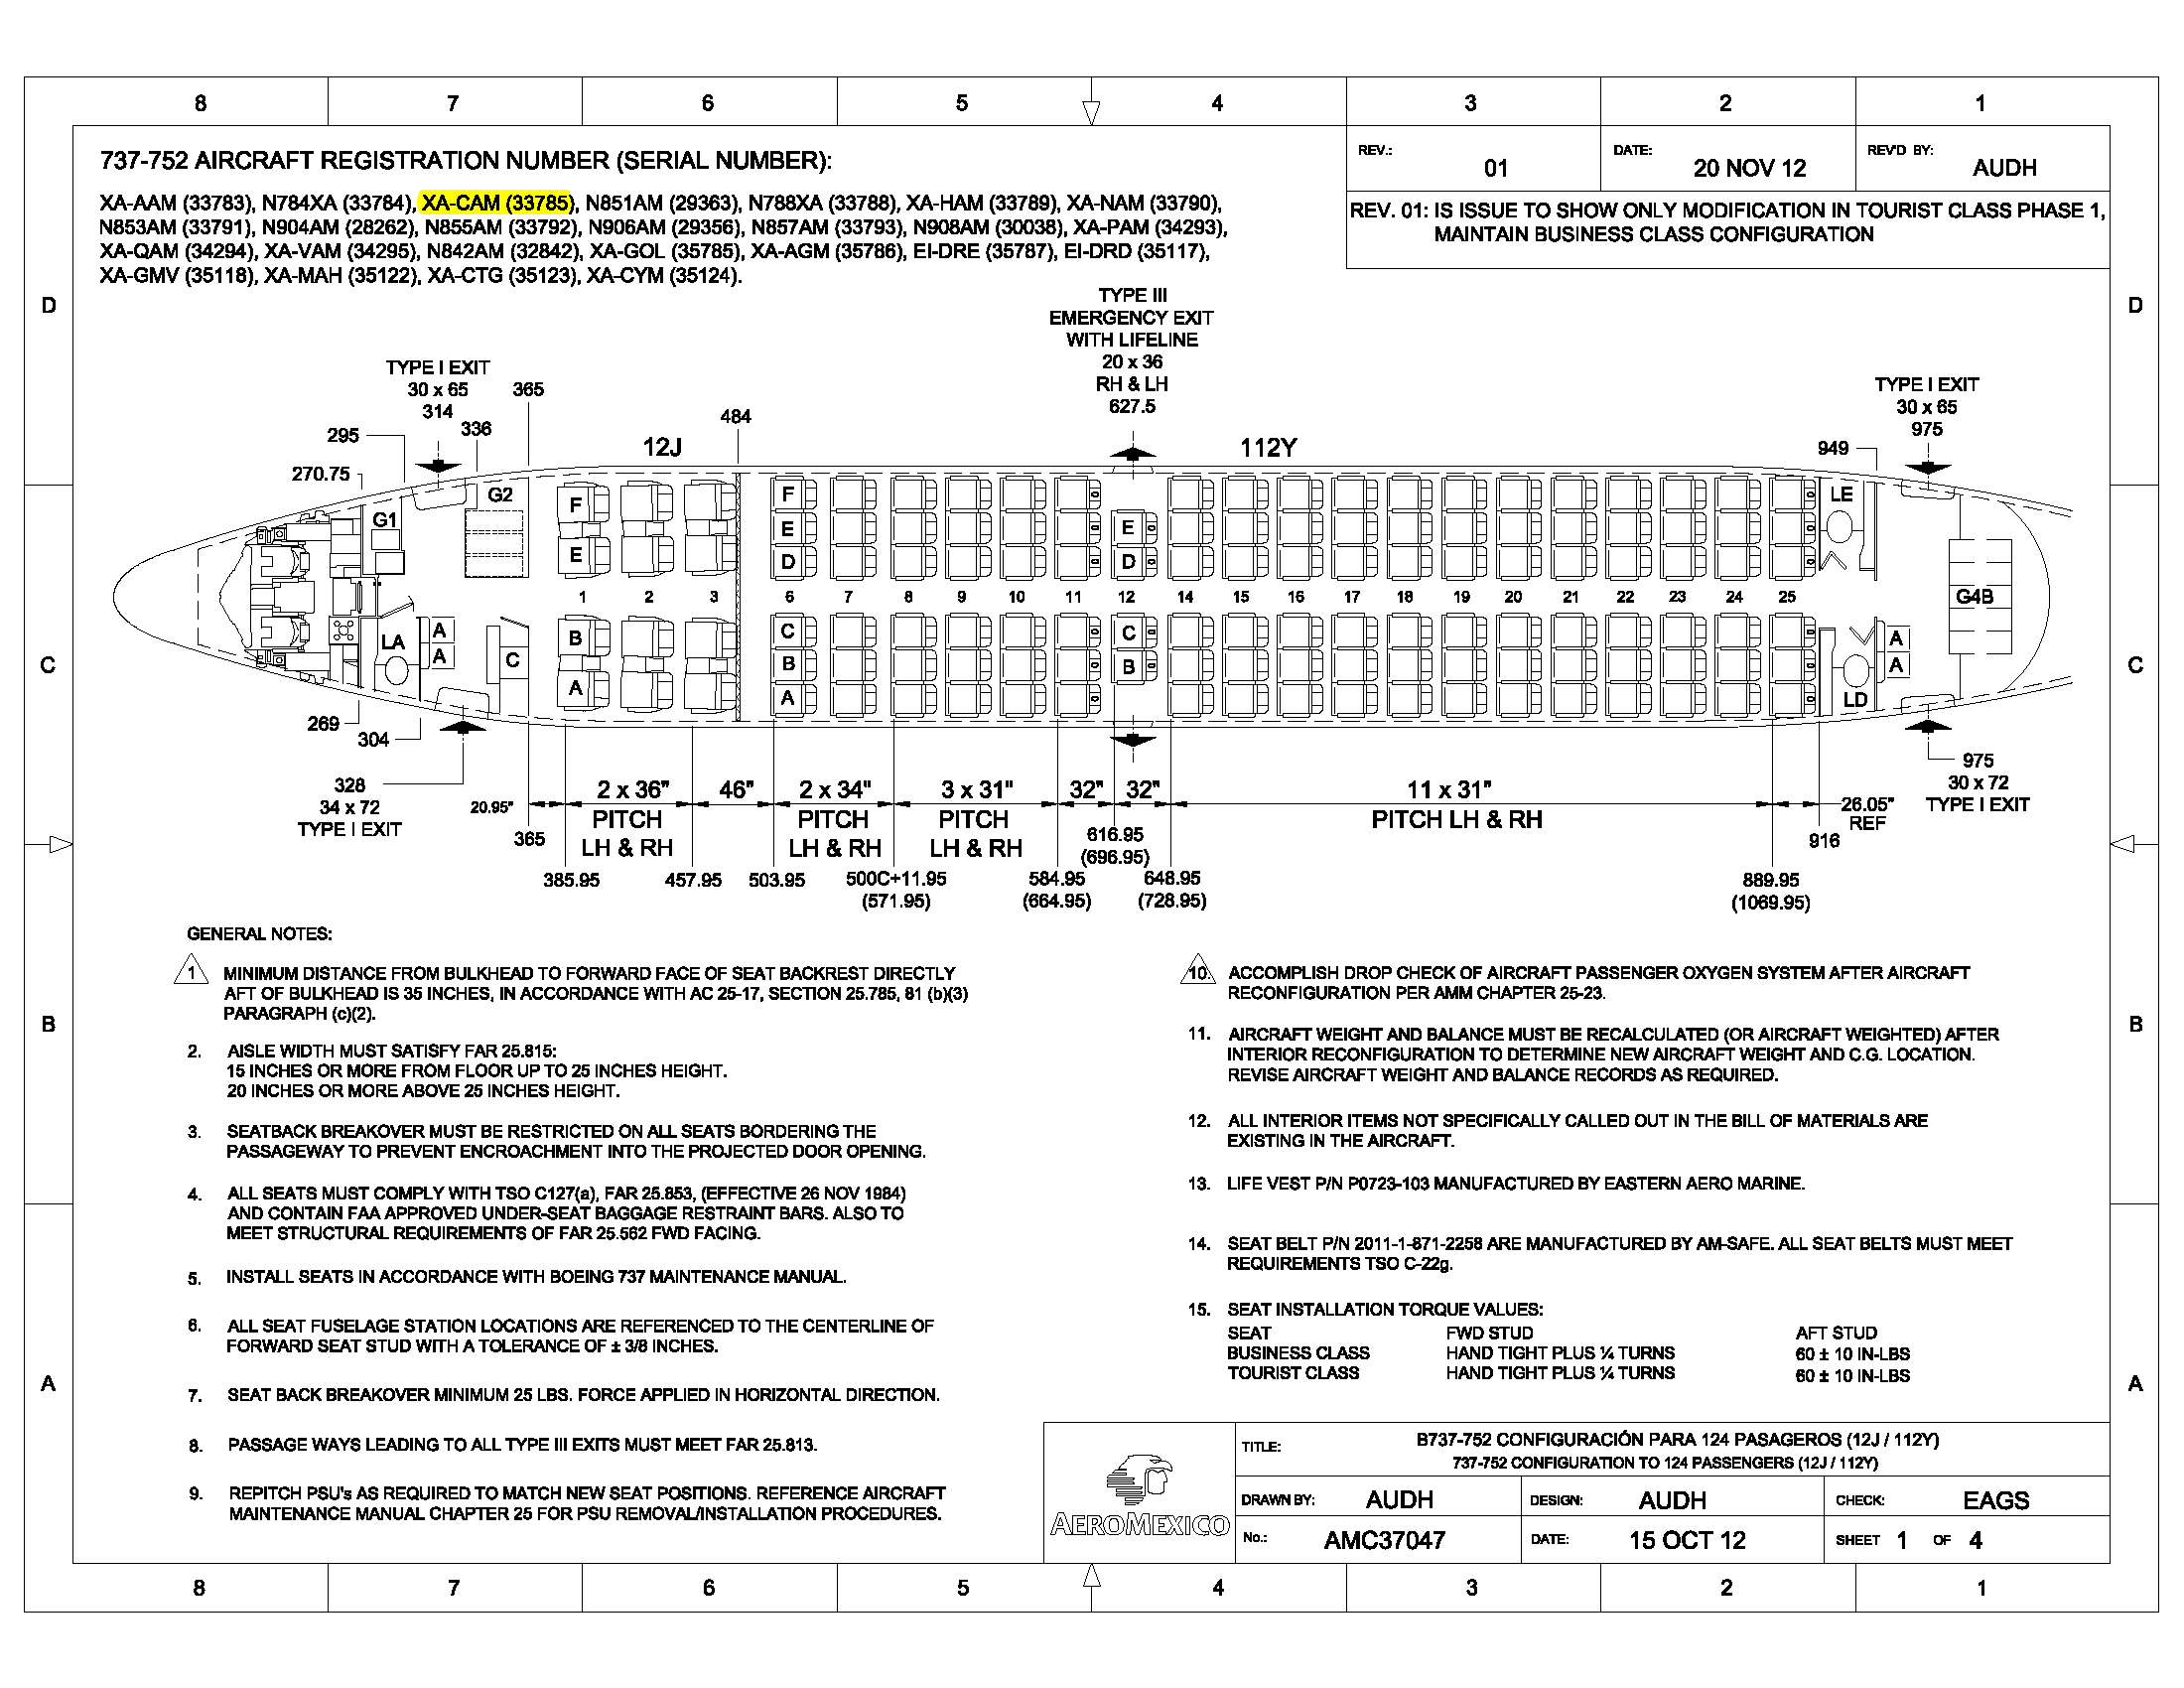 8 7 6 5 4 3 2 1
737-752 AIRCRAFT REGISTRATION NUMBER (SERIAL NUMBER):
XA-AAM (33783), N784XA (33784), XA-CAM (33785), N851AM (29363), N788XA (33788), XA-HAM (33789), XA-NAM (33790),
N853AM (33791), N904AM (28262), N855AM (33792), N906AM (29356), N857AM (33793), N908AM (30038), XA-PAM (34293),
XA-QAM (34294), XA-VAM (34295), N842AM (32842), XA-GOL (35785), XA-AGM (35786), EI-DRE (35787), EI-DRD (35117),
XA-GMV (35118), XA-MAH (35122), XA-CTG (35123), XA-CYM (35124).
REV.: 01
DATE: 20 NOV 12
REV'D BY: AUDH
REV. 01: IS ISSUE TO SHOW ONLY MODIFICATION IN TOURIST CLASS PHASE 1,
MAINTAIN BUSINESS CLASS CONFIGURATION
D
D
TYPE III
EMERGENCY EXIT
WITH LIFELINE
20 x 36
RH & LH
627.5
TYPE I EXIT
30 x 65
314
295
270.75
336
365
484
12J
112Y
TYPE I EXIT
30 x 65
975
949
G1
G2
F
E
F
E
D
E
D
LE
1 2 3 6 7 8 9 10 11 12 14 15 16 17 18 19 20 21 22 23 24 25
G4B
LA
A
A
C
B
A
C
B
A
C
B
LD
A
A
C
C
269
304
328
34 x 72
TYPE I EXIT
20.95"
365
2 x 36"
PITCH
LH & RH
46"
2 x 34"
PITCH
LH & RH
3 x 31"
PITCH
LH & RH
32"
32"
11 x 31"
PITCH LH & RH
26.05"
REF
916
975
30 x 72
TYPE I EXIT
385.95
457.95
503.95
500C+11.95
(571.95)
584.95
(664.95)
616.95
(696.95)
648.95
(728.95)
889.95
(1069.95)
B
B
GENERAL NOTES:
1 MINIMUM DISTANCE FROM BULKHEAD TO FORWARD FACE OF SEAT BACKREST DIRECTLY
AFT OF BULKHEAD IS 35 INCHES, IN ACCORDANCE WITH AC 25-17, SECTION 25.785, 81 (b)(3)
PARAGRAPH (c)(2).
2. AISLE WIDTH MUST SATISFY FAR 25.815:
15 INCHES OR MORE FROM FLOOR UP TO 25 INCHES HEIGHT.
20 INCHES OR MORE ABOVE 25 INCHES HEIGHT.
3. SEATBACK BREAKOVER MUST BE RESTRICTED ON ALL SEATS BORDERING THE
PASSAGEWAY TO PREVENT ENCROACHMENT INTO THE PROJECTED DOOR OPENING.
4. ALL SEATS MUST COMPLY WITH TSO C127(a), FAR 25.853, (EFFECTIVE 26 NOV 1984)
AND CONTAIN FAA APPROVED UNDER-SEAT BAGGAGE RESTRAINT BARS. ALSO TO
MEET STRUCTURAL REQUIREMENTS OF FAR 25.562 FWD FACING.
5. INSTALL SEATS IN ACCORDANCE WITH BOEING 737 MAINTENANCE MANUAL.
6. ALL SEAT FUSELAGE STATION LOCATIONS ARE REFERENCED TO THE CENTERLINE OF
FORWARD SEAT STUD WITH A TOLERANCE OF ± 3/8 INCHES.
7. SEAT BACK BREAKOVER MINIMUM 25 LBS. FORCE APPLIED IN HORIZONTAL DIRECTION.
8. PASSAGE WAYS LEADING TO ALL TYPE III EXITS MUST MEET FAR 25.813.
9. REPITCH PSU's AS REQUIRED TO MATCH NEW SEAT POSITIONS. REFERENCE AIRCRAFT
MAINTENANCE MANUAL CHAPTER 25 FOR PSU REMOVAL/INSTALLATION PROCEDURES.
10. ACCOMPLISH DROP CHECK OF AIRCRAFT PASSENGER OXYGEN SYSTEM AFTER AIRCRAFT
RECONFIGURATION PER AMM CHAPTER 25-23.
11. AIRCRAFT WEIGHT AND BALANCE MUST BE RECALCULATED (OR AIRCRAFT WEIGHTED) AFTER
INTERIOR RECONFIGURATION TO DETERMINE NEW AIRCRAFT WEIGHT AND C.G. LOCATION.
REVISE AIRCRAFT WEIGHT AND BALANCE RECORDS AS REQUIRED.
12. ALL INTERIOR ITEMS NOT SPECIFICALLY CALLED OUT IN THE BILL OF MATERIALS ARE
EXISTING IN THE AIRCRAFT.
13. LIFE VEST P/N P0723-103 MANUFACTURED BY EASTERN AERO MARINE.
14. SEAT BELT P/N 2011-1-871-2258 ARE MANUFACTURED BY AM-SAFE. ALL SEAT BELTS MUST MEET
REQUIREMENTS TSO C-22g.
15. SEAT INSTALLATION TORQUE VALUES:
SEAT FWD STUD AFT STUD
BUSINESS CLASS HAND TIGHT PLUS ¼ TURNS 60 ± 10 IN-LBS
TOURIST CLASS HAND TIGHT PLUS ¼ TURNS 60 ± 10 IN-LBS
A
A
AEROMEXICO
TITLE: B737-752 CONFIGURACIÓN PARA 124 PASAGEROS (12J / 112Y)
737-752 CONFIGURATION TO 124 PASSENGERS (12J / 112Y)
DRAWN BY: AUDH DESIGN: AUDH CHECK: EAGS
No.: AMC37047 DATE: 15 OCT 12 SHEET 1 OF 4
8 7 6 5 4 3 2 1